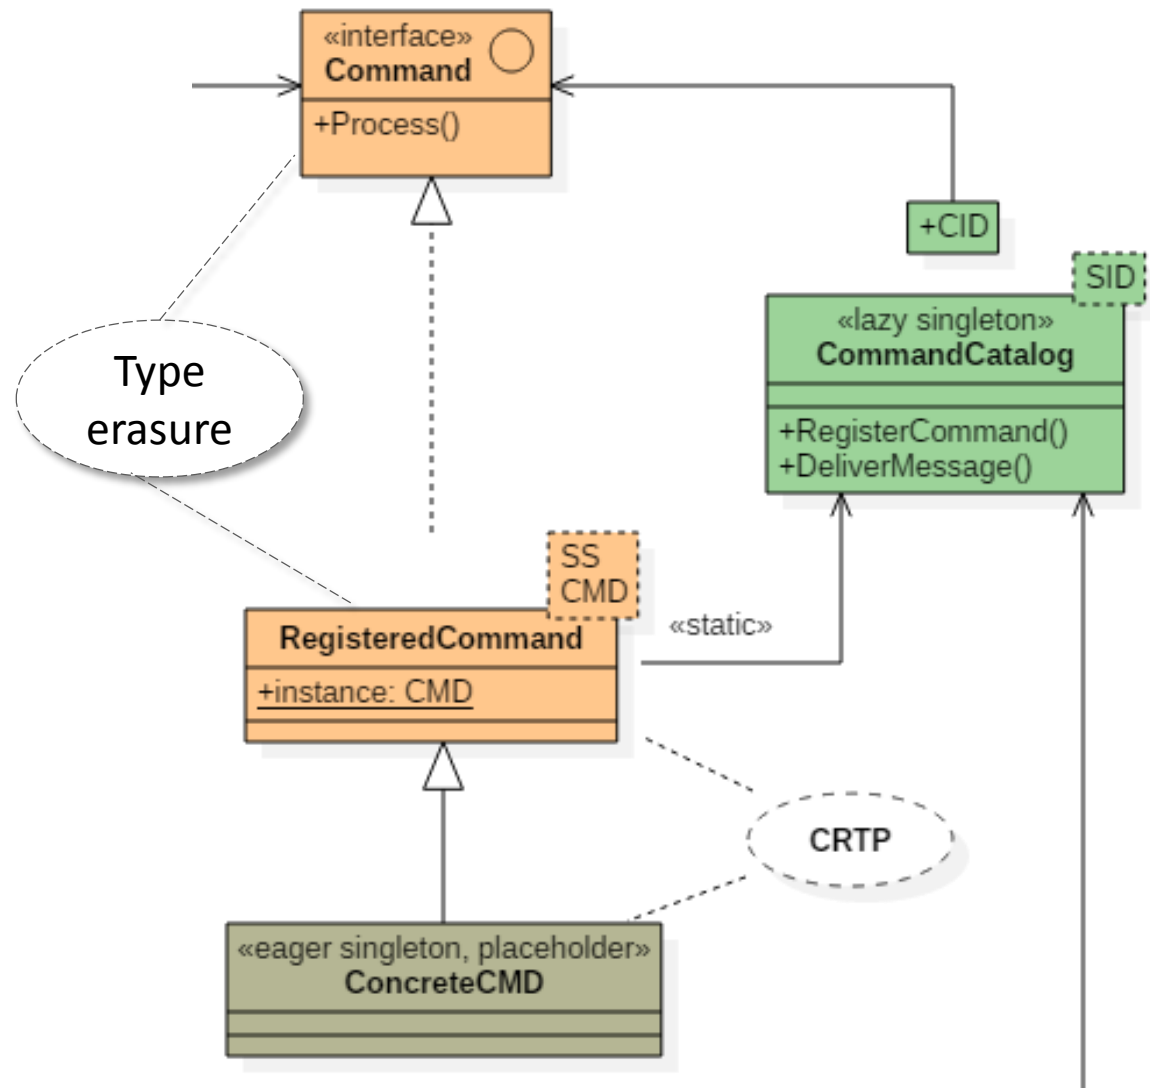 «interface»
Command
+Process()
+CID
SID
«lazy singleton»
CommandCatalog
+RegisterCommand()
+DeliverMessage()
Type
erasure
SS
CMD
RegisteredCommand
+instance: CMD
«static»
CRTP
«eager singleton, placeholder»
ConcreteCMD